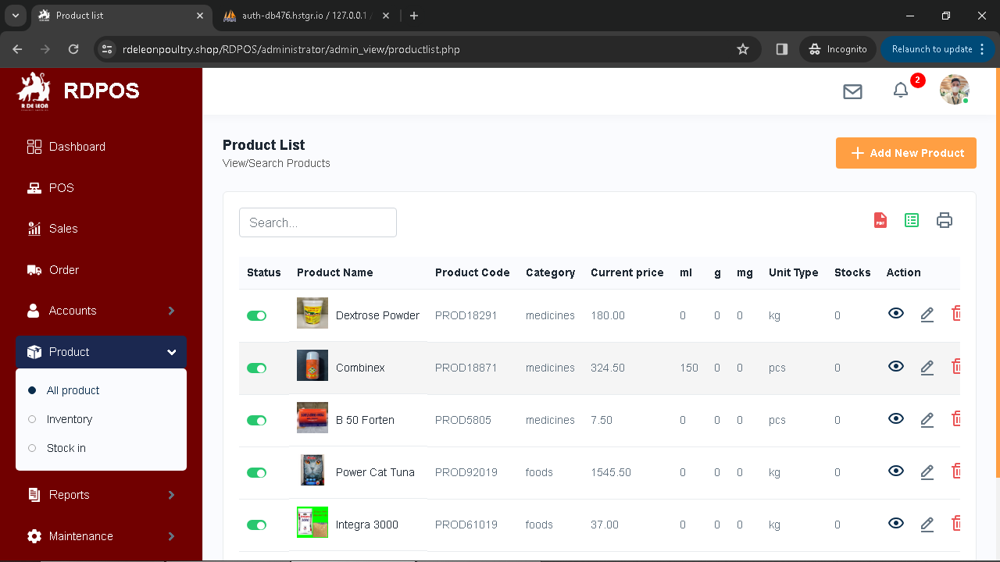 Product list
auth-db476.hstgr.io / 127.0.0.1
rdeleonpoultry.shop/RDPOS/administrator/admin_view/productlist.php
Incognito
Relaunch to update
R DE LEON
RDPOS
2
Dashboard
POS
Sales
Order
Accounts
Product
All product
Inventory
Stock in
Reports
Maintenance
Product List
View/Search Products
Add New Product
Search...
PDF
Status Product Name Product Code Category Current price ml g mg Unit Type Stocks Action
Dextrose Powder PROD18291 medicines 180.00 0 0 0 kg 0
Combinex PROD18871 medicines 324.50 150 0 0 pcs 0
B 50 Forten PROD5805 medicines 7.50 0 0 0 pcs 0
Power Cat Tuna PROD92019 foods 1545.50 0 0 0 kg 0
Integra 3000 PROD61019 foods 37.00 0 0 0 kg 0